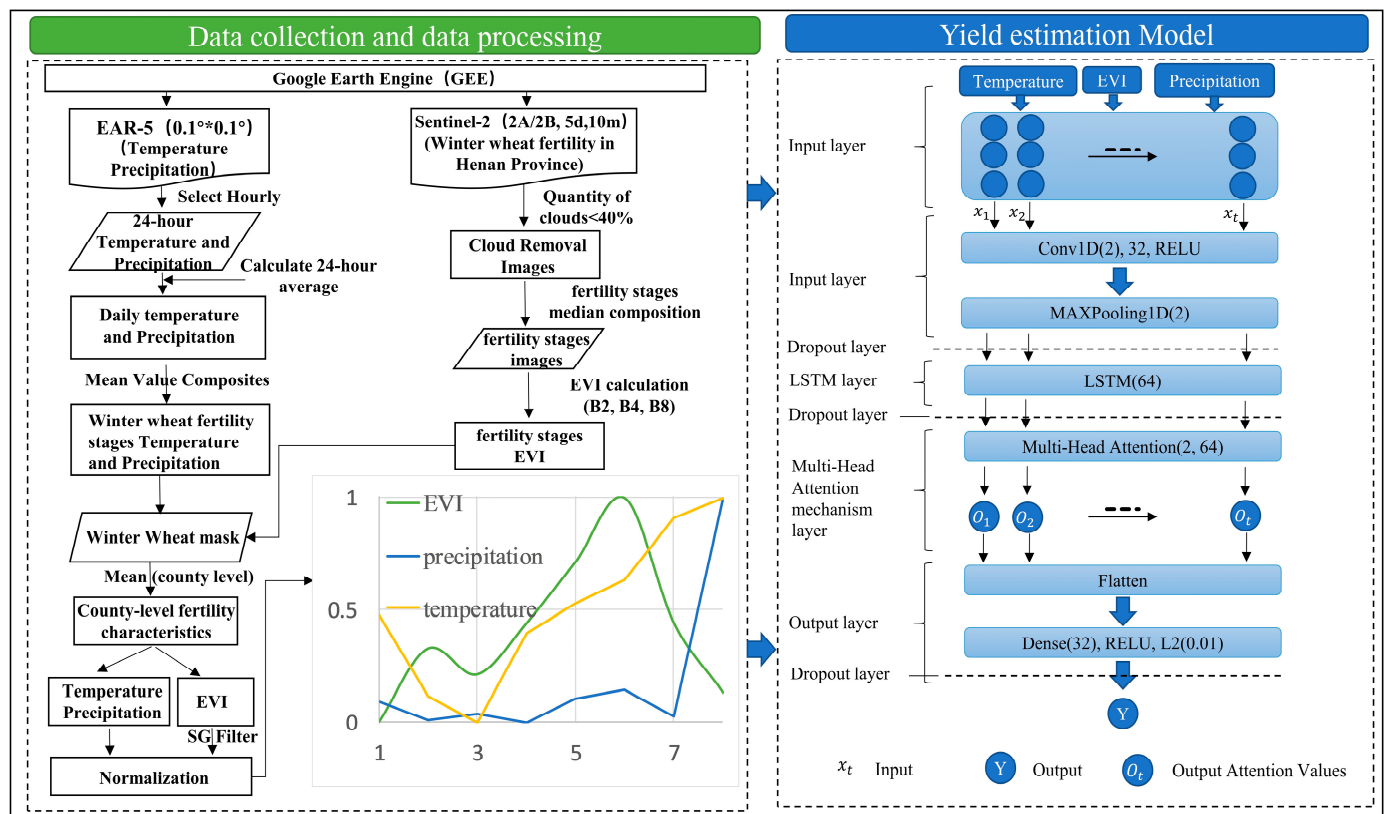 Data collection and data processing
Google Earth Engine（GEE）
EAR-5（0.1°*0.1°）
（Temperature
Precipitation）
Select Hourly
24-hour
Temperature and
Precipitation
Calculate 24-hour
average
Daily temperature
and Precipitation
Mean Value Composites
Winter wheat fertility
stages Temperature
and Precipitation
Sentinel-2（2A/2B, 5d,10m）
(Winter wheat fertility in
Henan Province)
Quantity of
clouds<40%
Cloud Removal
Images
fertility stages
median composition
fertility stages
images
EVI calculation
(B2, B4, B8)
fertility stages
EVI
Winter Wheat mask
Mean (county level)
County-level fertility
characteristics
Temperature
Precipitation
EVI
SG Filter
Normalization
1
0.5
0
EVI
precipitation
temperature
1 3 5 7
Yield estimation Model
Temperature EVI Precipitation
Input layer
x1 x2 xt
Input layer
Conv1D(2), 32, RELU
MAXPooling1D(2)
Dropout layer
LSTM layer
LSTM(64)
Dropout layer
Multi-Head Attention(2, 64)
Multi-Head
Attention
mechanism
layer
O1 O2 Ot
Flatten
Output layer
Dense(32), RELU, L2(0.01)
Dropout layer
Y
xt Input Y Output Ot Output Attention Values